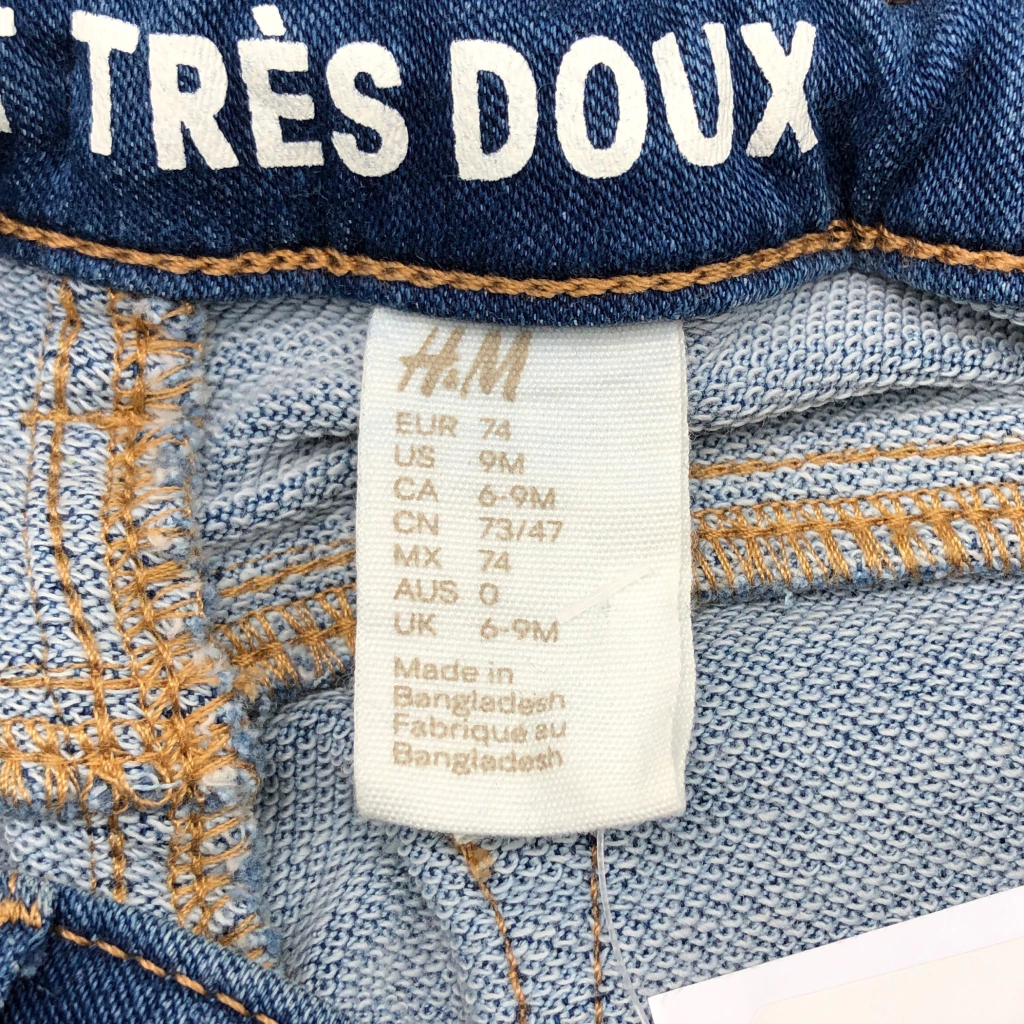 TRÈS DOUX
H&M
EUR 74
US 9M
CA 6-9M
CN 73/47
MX 74
AUS 0
UK 6-9M
Made in
Bangladesh
Fabrique au
Bangladesh